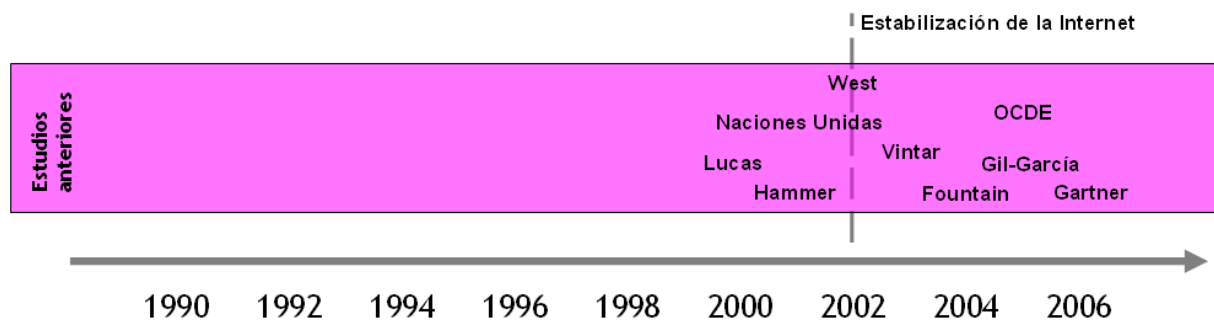 Estabilización de la Internet
Estudios
anteriores
West
Naciones Unidas
OCDE
Vintar
Lucas
Gil-García
Hammer
Fountain
Gartner
1990 1992 1994 1996 1998 2000 2002 2004 2006